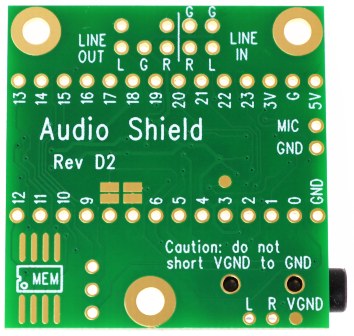 G G
LINE OUT
LINE IN
L G R R L
13 14 15 16 17 18 19 20 21 22 23 3V G 5V
Audio Shield
MIC
GND
Rev D2
12 11 10 9 6 5 4 3 2 1 0 GND
Caution: do not
short VGND to GND
MEM
L R VGND